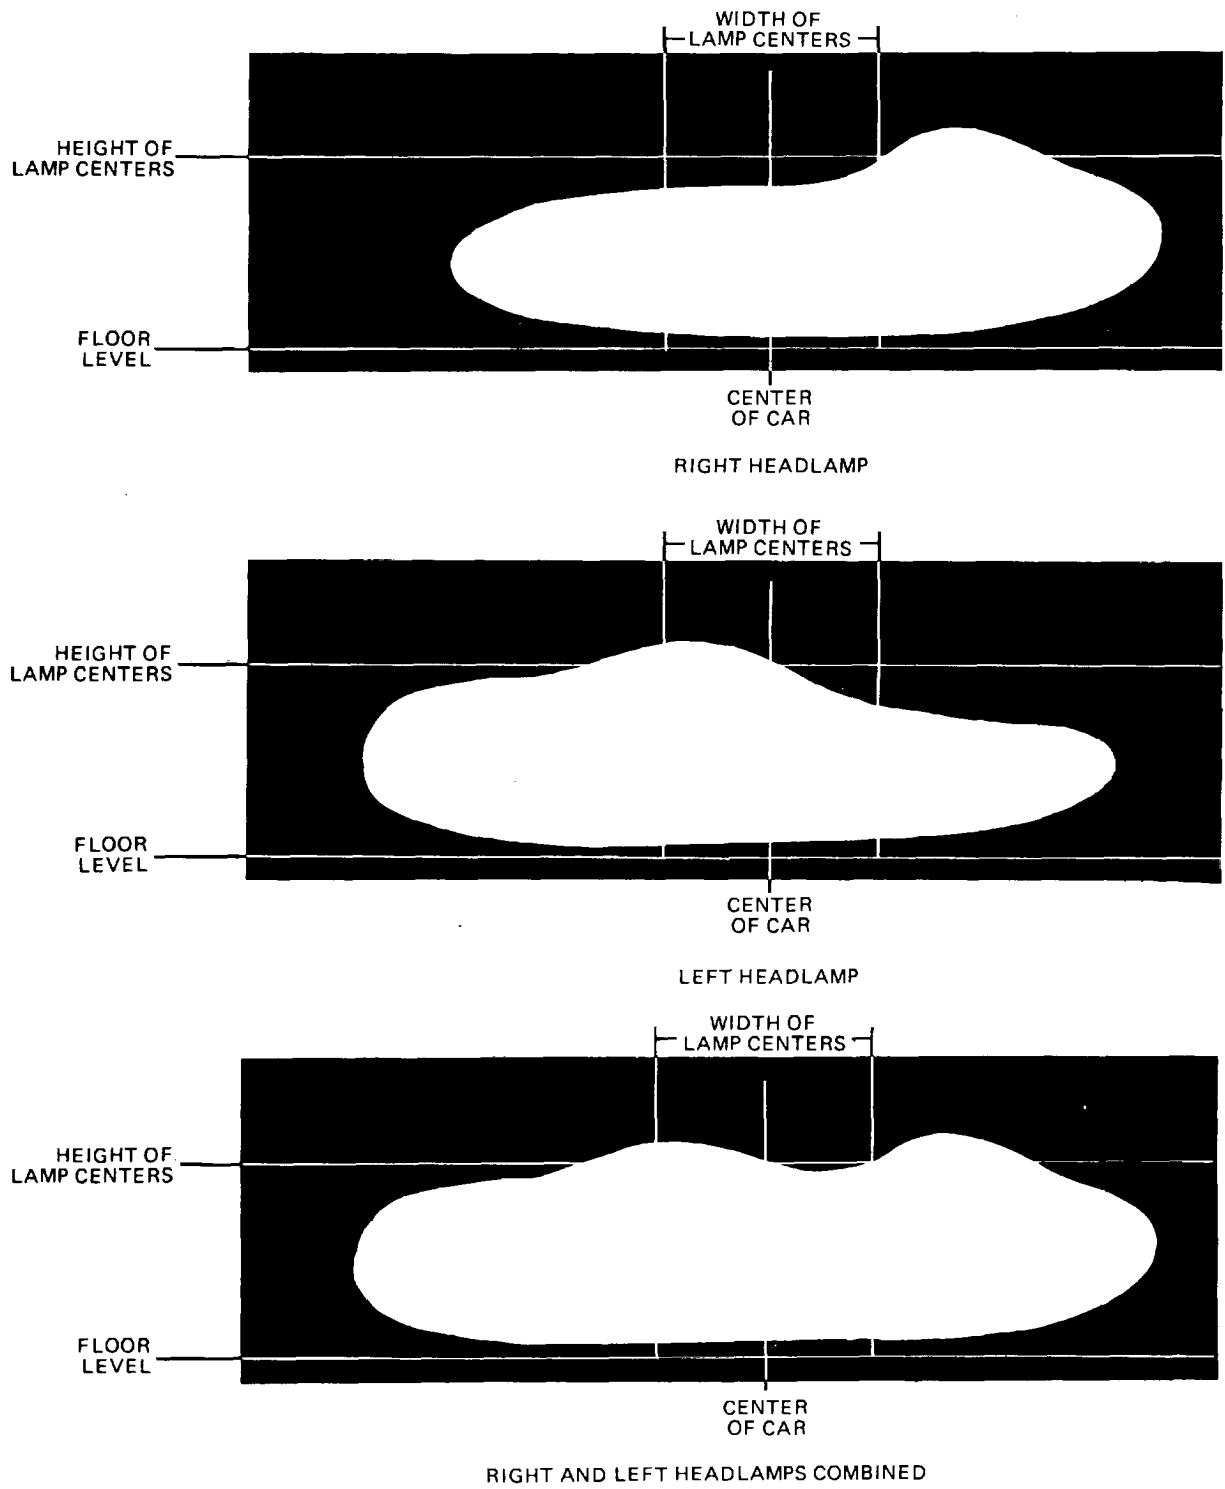 WIDTH OF
LAMP CENTERS
HEIGHT OF
LAMP CENTERS
FLOOR
LEVEL
CENTER
OF CAR
RIGHT HEADLAMP
WIDTH OF
LAMP CENTERS
HEIGHT OF
LAMP CENTERS
FLOOR
LEVEL
CENTER
OF CAR
LEFT HEADLAMP
WIDTH OF
LAMP CENTERS
HEIGHT OF
LAMP CENTERS
FLOOR
LEVEL
CENTER
OF CAR
RIGHT AND LEFT HEADLAMPS COMBINED